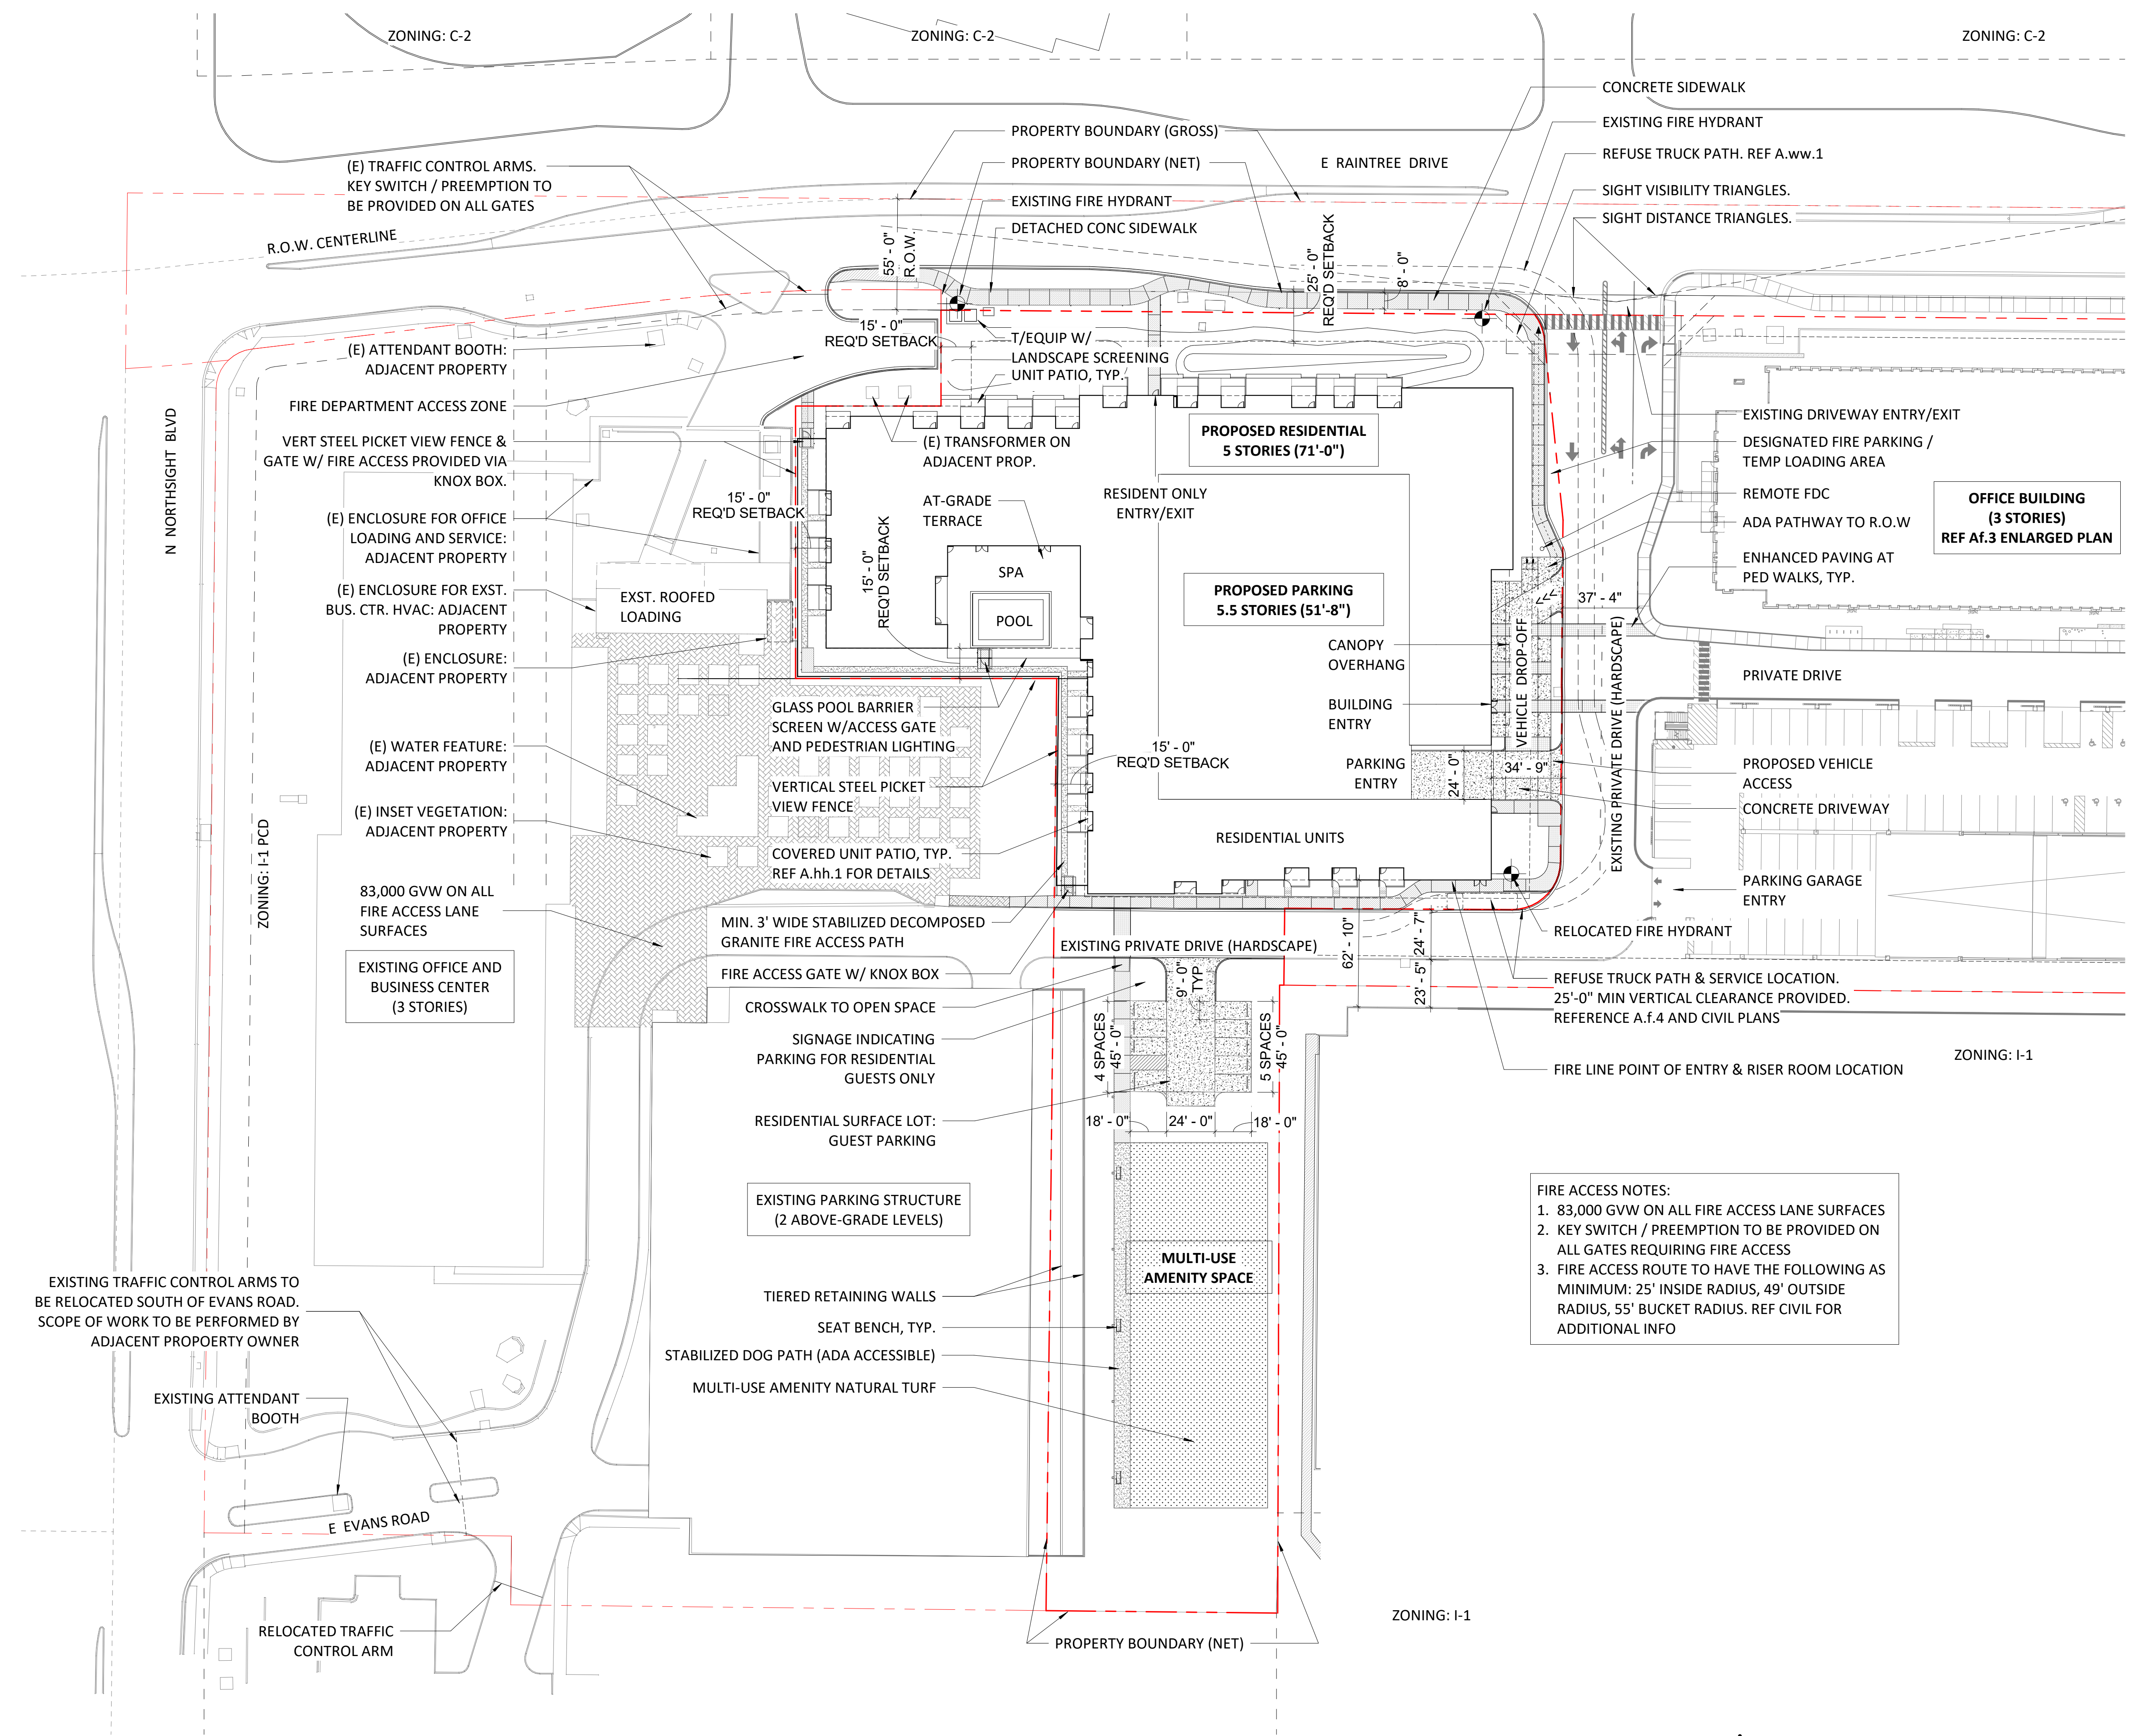 ZONING: C-2
ZONING: C-2
ZONING: C-2
CONCRETE SIDEWALK
EXISTING FIRE HYDRANT
REFUSE TRUCK PATH. REF A.ww.1
SIGHT VISIBILITY TRIANGLES.
SIGHT DISTANCE TRIANGLES.
PROPERTY BOUNDARY (GROSS)
PROPERTY BOUNDARY (NET)
EXISTING FIRE HYDRANT
DETACHED CONC SIDEWALK
E RAINTREE DRIVE
(E) TRAFFIC CONTROL ARMS.
KEY SWITCH / PREEMPTION TO
BE PROVIDED ON ALL GATES
R.O.W. CENTERLINE
55' - 0"
R.O.W.
25' - 0"
REQ'D SETBACK
8' - 0"
15' - 0"
REQ'D SETBACK
T/EQUIP W/
LANDSCAPE SCREENING
UNIT PATIO, TYP.
(E) ATTENDANT BOOTH:
ADJACENT PROPERTY
FIRE DEPARTMENT ACCESS ZONE
VERT STEEL PICKET VIEW FENCE &
GATE W/ FIRE ACCESS PROVIDED VIA
KNOX BOX.
(E) ENCLOSURE FOR OFFICE
LOADING AND SERVICE:
ADJACENT PROPERTY
(E) ENCLOSURE FOR EXST.
BUS. CTR. HVAC: ADJACENT
PROPERTY
(E) ENCLOSURE:
ADJACENT PROPERTY
(E) WATER FEATURE:
ADJACENT PROPERTY
(E) INSET VEGETATION:
ADJACENT PROPERTY
83,000 GVW ON ALL
FIRE ACCESS LANE
SURFACES
EXISTING OFFICE AND
BUSINESS CENTER
(3 STORIES)
N NORTHSIGHT BLVD
ZONING: I-1 PCD
EXST. ROOFED
LOADING
15' - 0"
REQ'D SETBACK
15' - 0"
REQ'D SETBACK
(E) TRANSFORMER ON
ADJACENT PROP.
AT-GRADE
TERRACE
SPA
POOL
RESIDENT ONLY
ENTRY/EXIT
PROPOSED RESIDENTIAL
5 STORIES (71'-0")
PROPOSED PARKING
5.5 STORIES (51'-8")
CANOPY
OVERHANG
BUILDING
ENTRY
PARKING
ENTRY
24' - 0"
34' - 9"
37' - 4"
VEHICLE DROP-OFF
EXISTING PRIVATE DRIVE (HARDSCAPE)
RESIDENTIAL UNITS
15' - 0"
REQ'D SETBACK
GLASS POOL BARRIER
SCREEN W/ACCESS GATE
AND PEDESTRIAN LIGHTING
VERTICAL STEEL PICKET
VIEW FENCE
COVERED UNIT PATIO, TYP.
REF A.hh.1 FOR DETAILS
MIN. 3' WIDE STABILIZED DECOMPOSED
GRANITE FIRE ACCESS PATH
FIRE ACCESS GATE W/ KNOX BOX
EXISTING DRIVEWAY ENTRY/EXIT
DESIGNATED FIRE PARKING /
TEMP LOADING AREA
REMOTE FDC
ADA PATHWAY TO R.O.W
ENHANCED PAVING AT
PED WALKS, TYP.
OFFICE BUILDING
(3 STORIES)
REF Af.3 ENLARGED PLAN
PRIVATE DRIVE
PROPOSED VEHICLE
ACCESS
CONCRETE DRIVEWAY
PARKING GARAGE
ENTRY
RELOCATED FIRE HYDRANT
REFUSE TRUCK PATH & SERVICE LOCATION.
25'-0" MIN VERTICAL CLEARANCE PROVIDED.
REFERENCE A.f.4 AND CIVIL PLANS
FIRE LINE POINT OF ENTRY & RISER ROOM LOCATION
ZONING: I-1
EXISTING PRIVATE DRIVE (HARDSCAPE)
62' - 10"
24' - 7"
23' - 5"
9' - 0"
TYP
4 SPACES
45' - 0"
5 SPACES
45' - 0"
18' - 0"
24' - 0"
18' - 0"
CROSSWALK TO OPEN SPACE
SIGNAGE INDICATING
PARKING FOR RESIDENTIAL
GUESTS ONLY
RESIDENTIAL SURFACE LOT:
GUEST PARKING
EXISTING PARKING STRUCTURE
(2 ABOVE-GRADE LEVELS)
MULTI-USE
AMENITY SPACE
TIERED RETAINING WALLS
SEAT BENCH, TYP.
STABILIZED DOG PATH (ADA ACCESSIBLE)
MULTI-USE AMENITY NATURAL TURF
FIRE ACCESS NOTES:
1. 83,000 GVW ON ALL FIRE ACCESS LANE SURFACES
2. KEY SWITCH / PREEMPTION TO BE PROVIDED ON
ALL GATES REQUIRING FIRE ACCESS
3. FIRE ACCESS ROUTE TO HAVE THE FOLLOWING AS
MINIMUM: 25' INSIDE RADIUS, 49' OUTSIDE
RADIUS, 55' BUCKET RADIUS. REF CIVIL FOR
ADDITIONAL INFO
EXISTING TRAFFIC CONTROL ARMS TO
BE RELOCATED SOUTH OF EVANS ROAD.
SCOPE OF WORK TO BE PERFORMED BY
ADJACENT PROPOERTY OWNER
EXISTING ATTENDANT
BOOTH
E EVANS ROAD
RELOCATED TRAFFIC
CONTROL ARM
PROPERTY BOUNDARY (NET)
ZONING: I-1